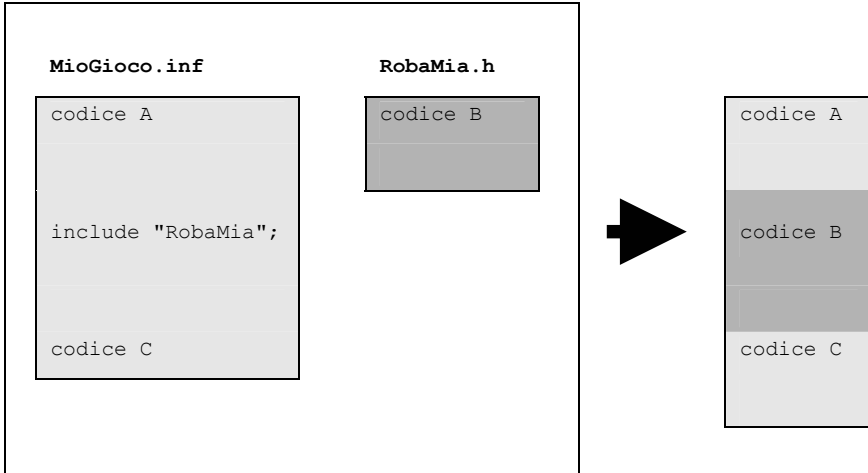 MioGioco.inf
codice A
include "RobaMia";
codice C
RobaMia.h
codice B
codice A
codice B
codice C